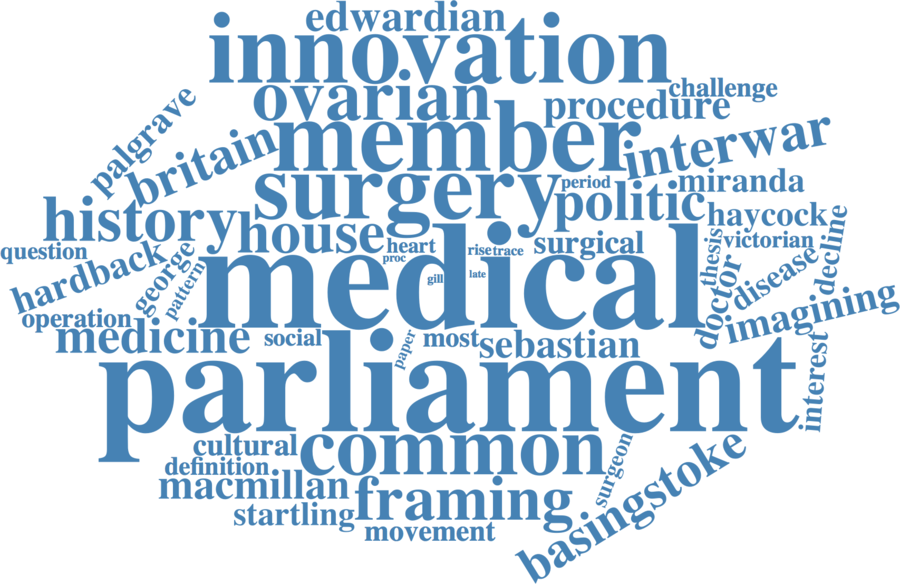 edwardian
innovation
challenge
ovarian
procedure
palgrave
member
britain
interwar
surgery
period
miranda
politic
history
haycock
house
heart
rise
trace
surgical
victorian
question
proc
thesis
decline
hardback
george
pattern
medical
gill
late
doctor
disease
imagining
operation
medicine
social
paper
most
sebastian
interest
parliament
cultural
common
definition
surgeon
basingstoke
macmillan
framing
startling
movement